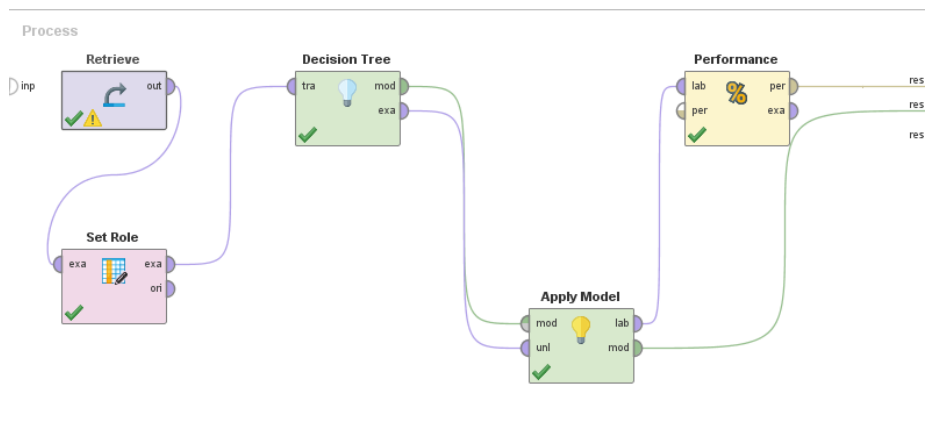 Process
Retrieve
Decision Tree
Performance
inp
out
tra
mod
exa
lab
%
per
per
exa
res
res
res
Set Role
exa
exa
ori
Apply Model
mod
lab
unl
mod